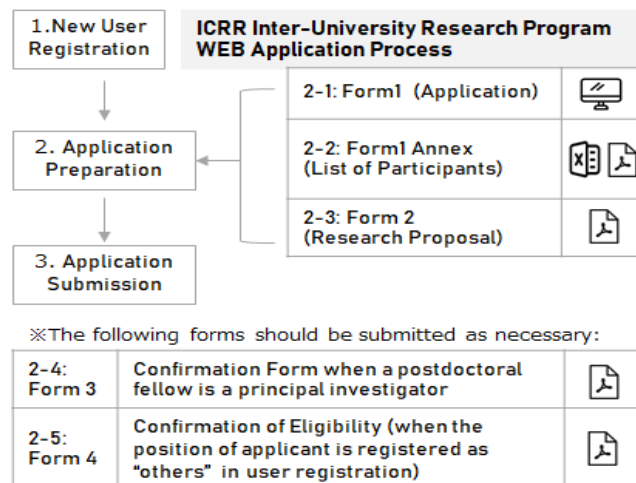 1.New User
Registration
ICRR Inter-University Research Program
WEB Application Process
2. Application
Preparation
2-1: Form1 (Application)
2-2: Form1 Annex
(List of Participants)
2-3: Form 2
(Research Proposal)
3. Application
Submission
※The following forms should be submitted as necessary:
2-4:
Form 3
Confirmation Form when a postdoctoral
fellow is a principal investigator
2-5:
Form 4
Confirmation of Eligibility (when the
position of applicant is registered as
“others” in user registration)